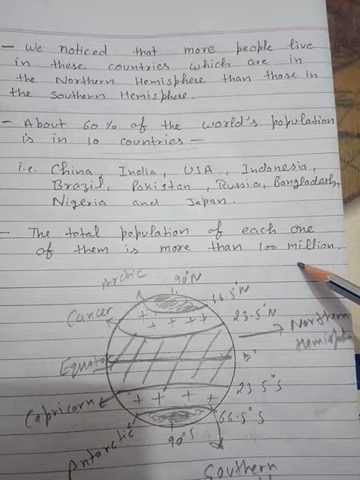 - We noticed that more people live
in those countries which are in
the Northern Hemisphere than those in
the Southern Hemisphere.
- About 60% of the world's population
is in 10 countries -
i.e. China, India, USA, Indonesia,
Brazil, Pakistan, Russia, Bangladesh,
Nigeria and Japan.
- The total population of each one
of them is more than 100 million.
Arctic
90°N
66.5°N
Cancer
23.5°N
Northern
Equator
0°
23.5°S
Capricorn
66.5°S
Antarctic
90°S
Southern